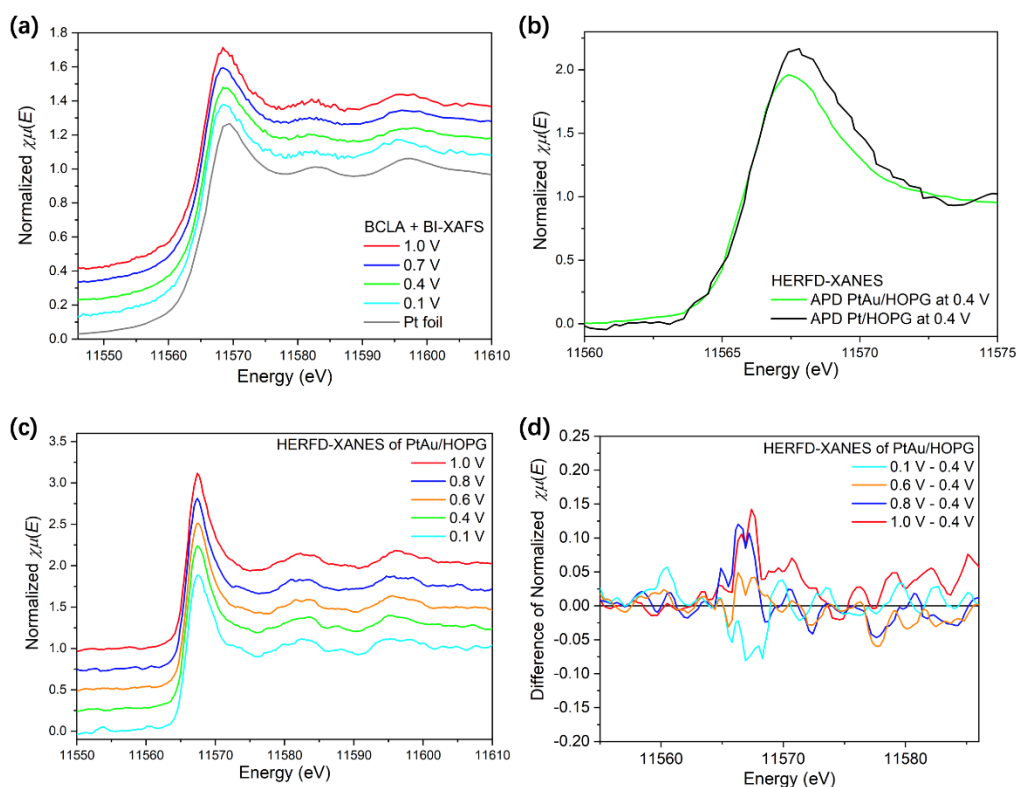 (a)
1.8
1.6
1.4
1.2
1.0
0.8
0.6
0.4
0.2
0.0
Normalized χμ(E)
BCLA + BI-XAFS
1.0 V
0.7 V
0.4 V
0.1 V
Pt foil
11550 11560 11570 11580 11590 11600 11610
Energy (eV)
(b)
2.0
1.5
1.0
0.5
0.0
Normalized χμ(E)
HERFD-XANES
APD PtAu/HOPG at 0.4 V
APD Pt/HOPG at 0.4 V
11560 11565 11570 11575
Energy (eV)
(c)
3.5
3.0
2.5
2.0
1.5
1.0
0.5
0.0
Normalized χμ(E)
HERFD-XANES of PtAu/HOPG
1.0 V
0.8 V
0.6 V
0.4 V
0.1 V
11550 11560 11570 11580 11590 11600 11610
Energy (eV)
(d)
0.25
0.20
0.15
0.10
0.05
0.00
-0.05
-0.10
-0.15
-0.20
Difference of Normalized χμ(E)
HERFD-XANES of PtAu/HOPG
0.1 V - 0.4 V
0.6 V - 0.4 V
0.8 V - 0.4 V
1.0 V - 0.4 V
11560 11570 11580
Energy (eV)